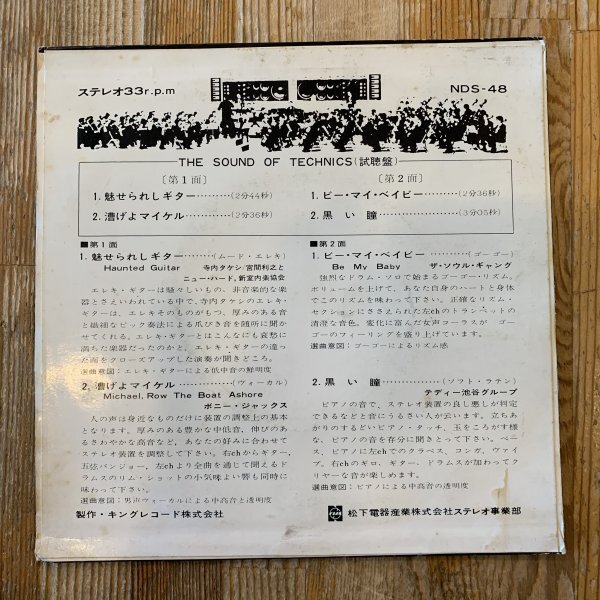 ステレオ33r.p.m
NDS-48
THE SOUND OF TECHNICS(試聴盤)
〔第1面〕
1. 魅せられしギター………(2分44秒)
2. 漕げよマイケル…………(2分36秒)
〔第2面〕
1. ビー・マイ・ベイビー………(2分36秒)
2. 黒い瞳…………(3分05秒)
■第1面
1. 魅せられしギター………(ムード・エレキ)
Haunted Guitar 寺内タケシ・宮間利之と
ニュー・ハード,新室内楽協会
エレキ・ギターは騒々しいもの、非音楽的な楽
器とさえいわれている中で、寺内タケシのエレキ・
ギターは、エレキそのものがもつ、厚みのある音
と繊細なピック奏法による爪びき音を随所に聞か
せてくれる。エレキ・ギターとはこんなにも哀愁に
満ちた楽器だったのかと、エレキ・ギターの違っ
た面をクローズアップした演奏が聞きどころ。
選曲意図：エレキ・ギターによる低中音の鮮明度
2. 漕げよマイケル…………(ヴォーカル)
Michael, Row The Boat Ashore
ボニー・ジャックス
人の声は身近なものだけに装置の調整上の基本
となります。厚みのある豊かな中低音、伸びのあ
るさわやかな高音など、あなたの好みに合わせて
ステレオ装置を調整して下さい。右chからギター、
五弦バンジョー、左chより全曲を通じて聞えるド
ラムスのリム・ショットの小気味よい響も同時に
味わって下さい。
選曲意図：男声ヴォーカルによる中高音と透明度
製作・キングレコード株式会社
■第2面
1. ビー・マイ・ベイビー…………(ゴーゴー)
Be My Baby ザ・ソウル・ギャング
強烈なドラム・ソロで始まるゴーゴー・リズム。
ボリュームを上げて、あなた自身のハートと身体
でこのリズムを味わって下さい。正確なリズム・
セクションにささえられた左chのトランペットの
清澄な音色。変化に富んだ女声コーラスが ゴー
ゴーのフィーリングを盛り上げています。
選曲意図：ゴーゴーによるリズム感
2. 黒い瞳……………(ソフト・ラテン)
テディー池谷グループ
ピアノの音で、ステレオ装置の良し悪しが判定
できるなどと音にうるさい人が云います。立ちあ
がりのするどいピアノ・タッチ、玉をころがす様
な、ピアノの音を存分に聞きとって下さい。ベー
ス、ピアノに左chでのクラベス、コンガ、ヴァイ
ブ。右chのギロ、ギター、ドラムスが加わってク
リヤーな音が楽しめます。
選曲意図：ピアノによる中高音の透明度
松下電器産業株式会社ステレオ事業部